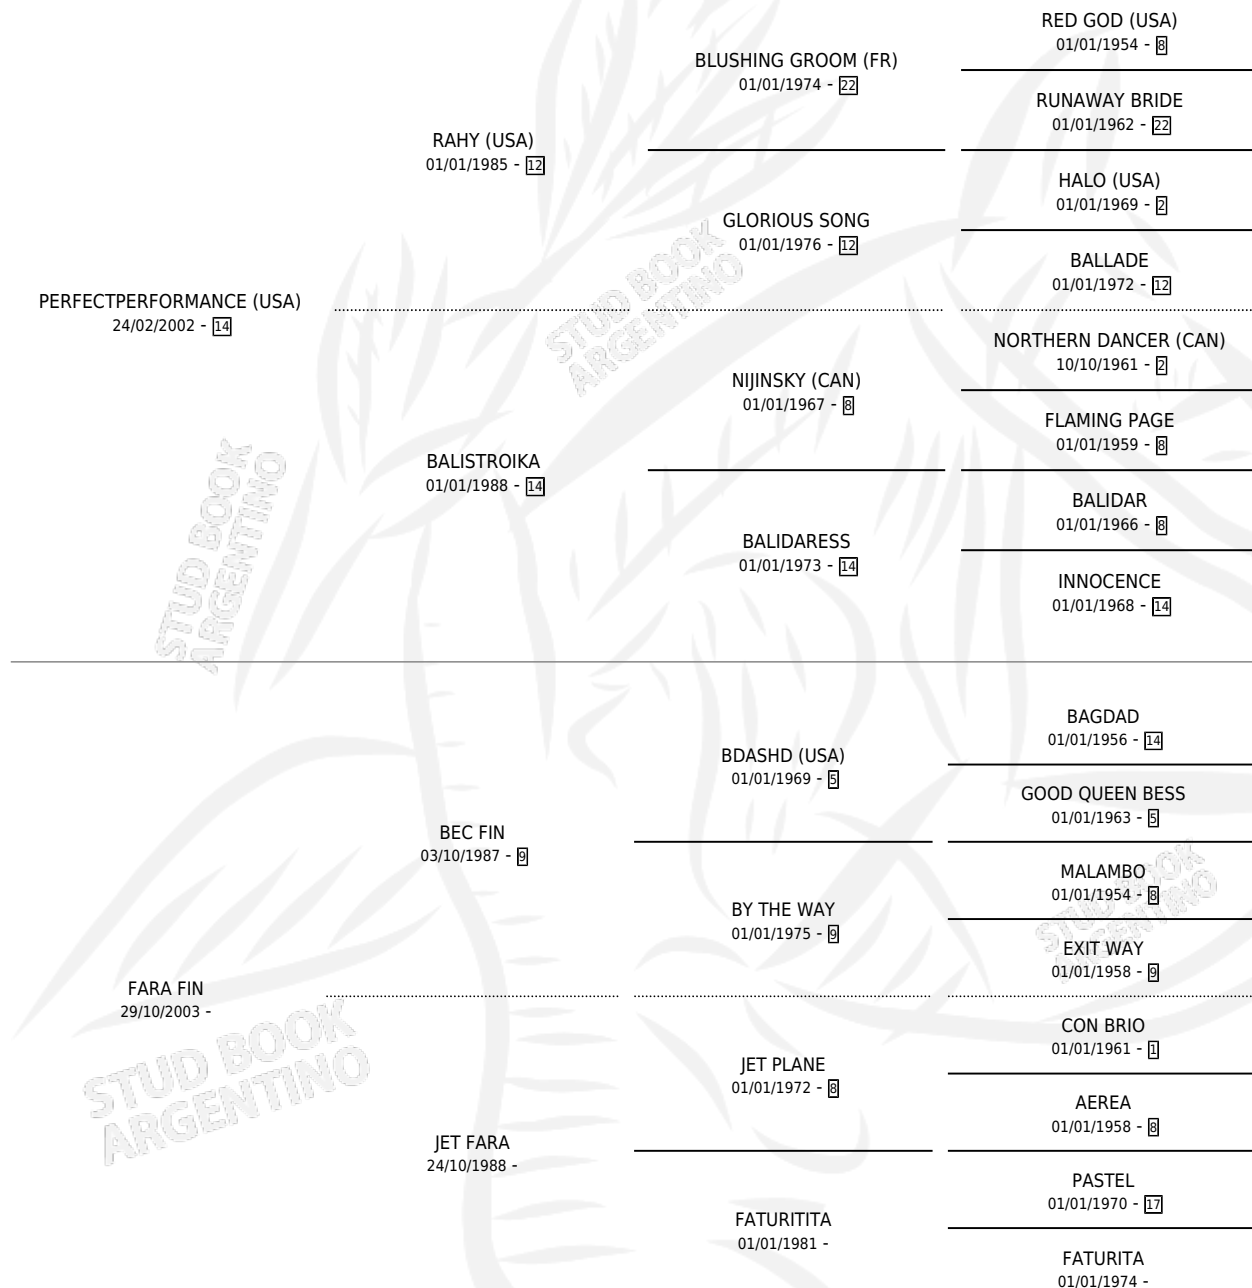 RED GOD (USA)
01/01/1954 - 8
BLUSHING GROOM (FR)
01/01/1974 - 22
RUNAWAY BRIDE
01/01/1962 - 22
RAHY (USA)
01/01/1985 - 12
HALO (USA)
01/01/1969 - 2
GLORIOUS SONG
01/01/1976 - 12
BALLADE
01/01/1972 - 12
PERFECTPERFORMANCE (USA)
24/02/2002 - 14
NORTHERN DANCER (CAN)
10/10/1961 - 2
NIJINSKY (CAN)
01/01/1967 - 8
FLAMING PAGE
01/01/1959 - 8
BALISTROIKA
01/01/1988 - 14
BALIDAR
01/01/1966 - 8
BALIDARESS
01/01/1973 - 14
INNOCENCE
01/01/1968 - 14
STUD BOOK
ARGENTINO
STUD BOOK
ARGENTINO
BAGDAD
01/01/1956 - 14
BDASHD (USA)
01/01/1969 - 5
GOOD QUEEN BESS
01/01/1963 - 5
BEC FIN
03/10/1987 - 9
MALAMBO
01/01/1954 - 8
BY THE WAY
01/01/1975 - 9
EXIT WAY
01/01/1958 - 9
STUD BOOK
ARGENTINO
FARA FIN
29/10/2003 -
CON BRIO
01/01/1961 - 1
JET PLANE
01/01/1972 - 8
AEREA
01/01/1958 - 8
STUD BOOK
ARGENTINO
JET FARA
24/10/1988 -
PASTEL
01/01/1970 - 17
FATURITITA
01/01/1981 -
FATURITA
01/01/1974 -